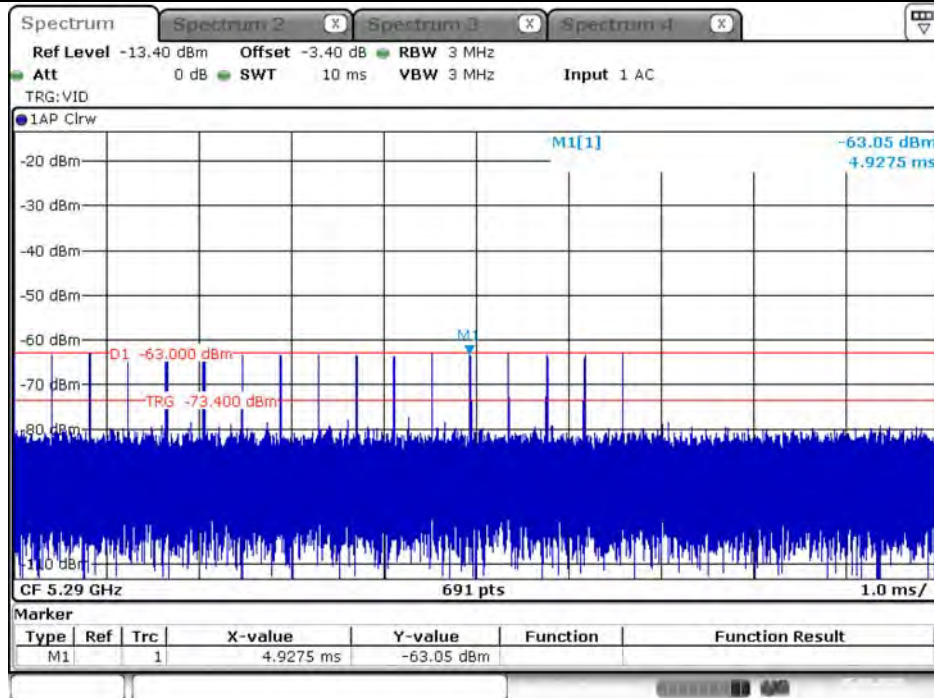 Spectrum Spectrum 2 X Spectrum 3 X Spectrum 4 X
Ref Level -13.40 dBm Offset -3.40 dB RBW 3 MHz
Att 0 dB SWT 10 ms VBW 3 MHz Input 1 AC
TRG:VID
1AP Clrw
M1[1] -63.05 dBm
4.9275 ms
-20 dBm
-30 dBm
-40 dBm
-50 dBm
-60 dBm
M1
D1 -63.000 dBm
-70 dBm
TRG -73.400 dBm
-80 dBm
-110 dBm
CF 5.29 GHz 691 pts 1.0 ms/
Marker
Type Ref Trc X-value Y-value Function Function Result
M1 1 4.9275 ms -63.05 dBm